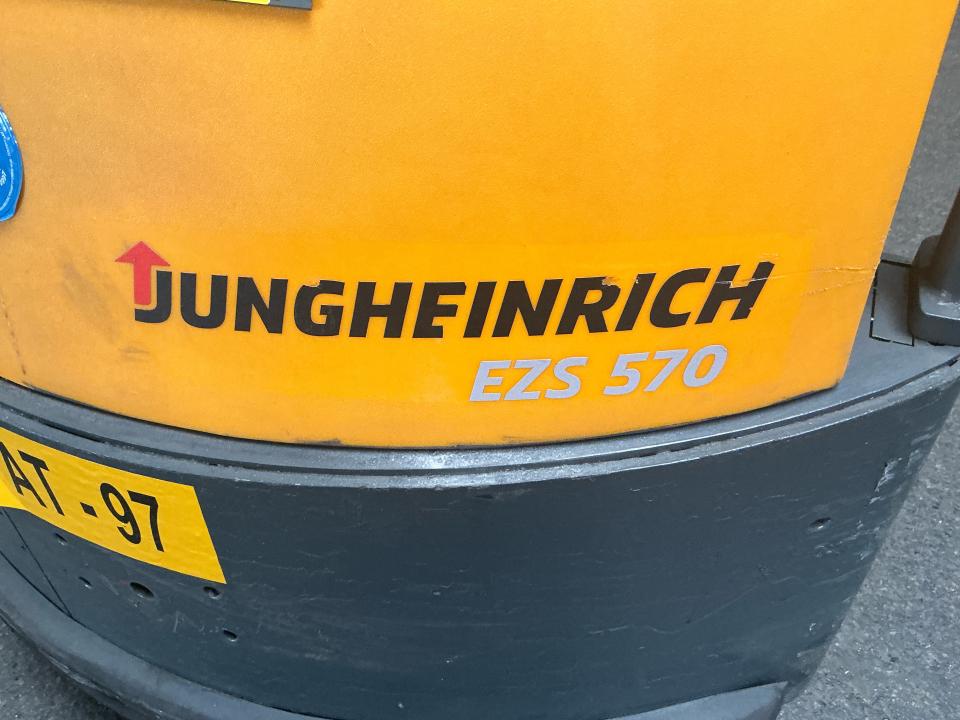 JUNGHEINRICH
EZS 570
AT - 97